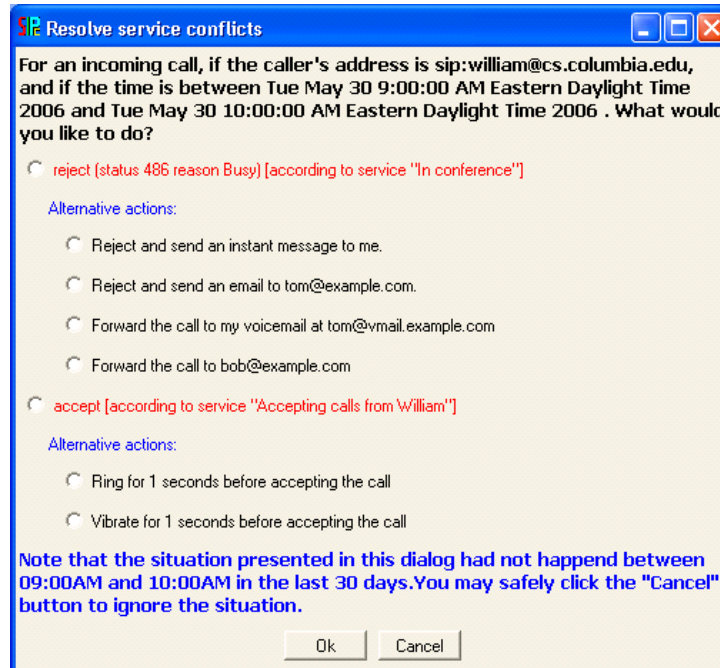 SIPc Resolve service conflicts
For an incoming call, if the caller's address is sip:william@cs.columbia.edu,
and if the time is between Tue May 30 9:00:00 AM Eastern Daylight Time
2006 and Tue May 30 10:00:00 AM Eastern Daylight Time 2006 . What would
you like to do?
reject (status 486 reason Busy) [according to service "In conference"]
Alternative actions:
Reject and send an instant message to me.
Reject and send an email to tom@example.com.
Forward the call to my voicemail at tom@vmail.example.com
Forward the call to bob@example.com
accept [according to service "Accepting calls from William"]
Alternative actions:
Ring for 1 seconds before accepting the call
Vibrate for 1 seconds before accepting the call
Note that the situation presented in this dialog had not happend between
09:00AM and 10:00AM in the last 30 days.You may safely click the "Cancel"
button to ignore the situation.
Ok Cancel